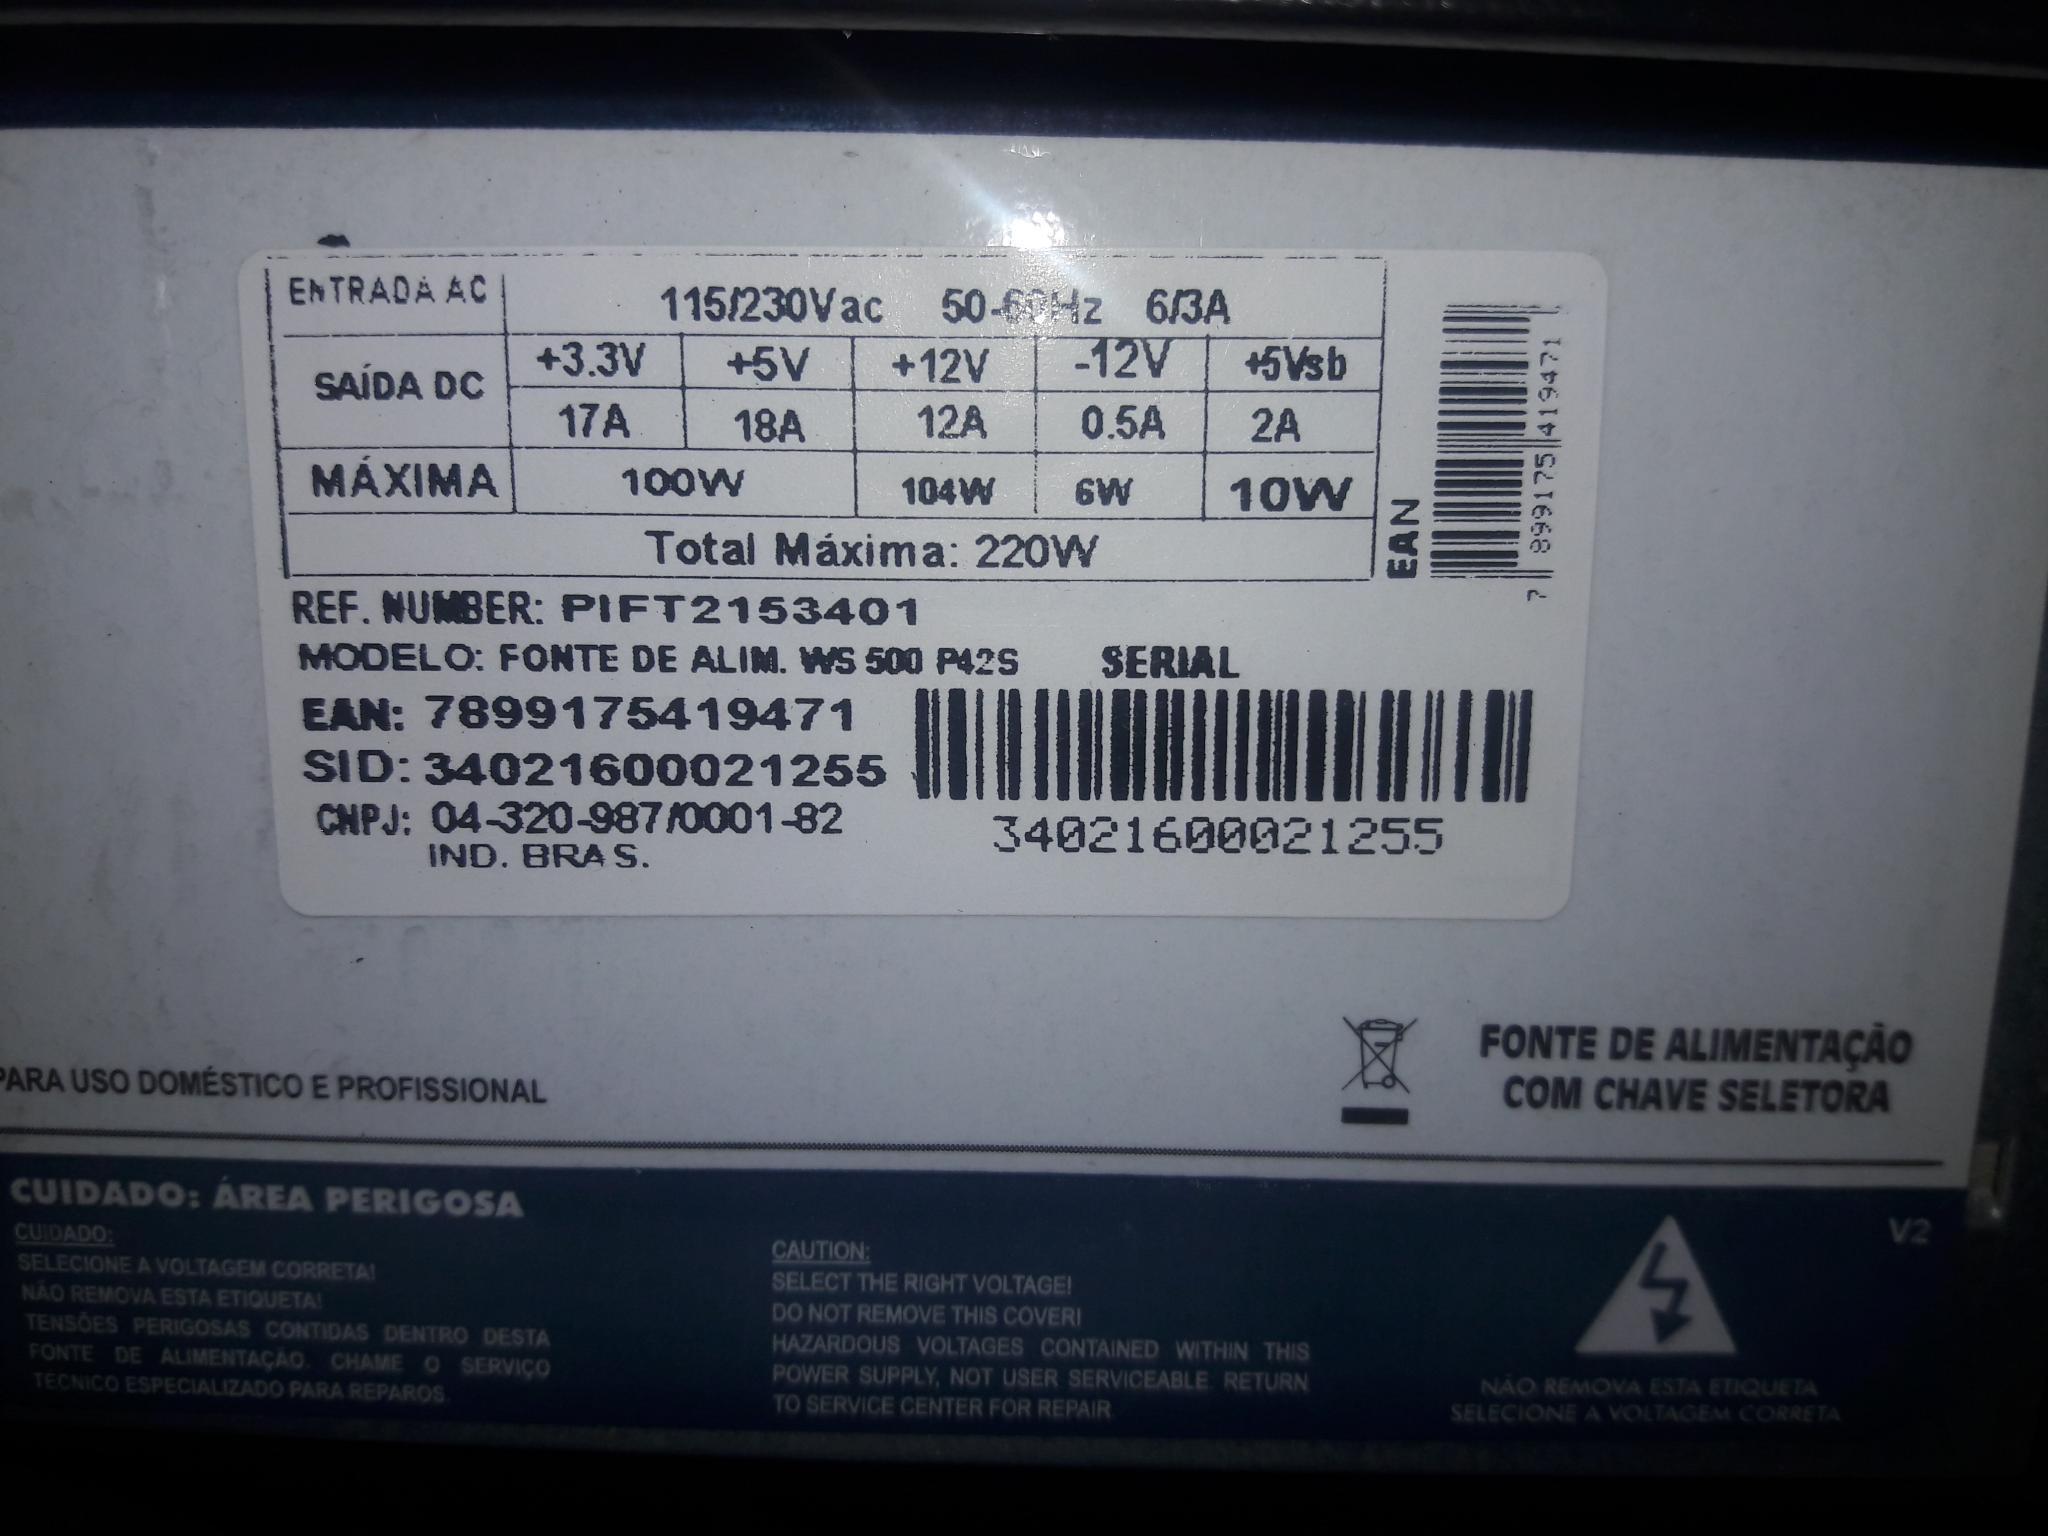 ENTRADA AC 115/230Vac 50-60Hz 6/3A
SAÍDA DC +3.3V +5V +12V -12V +5Vsb
17A 18A 12A 0.5A 2A
MÁXIMA 100W 104W 6W 10W
Total Máxima: 220W
EAN
7 899175 419471
REF. NUMBER: PIFT2153401
MODELO: FONTE DE ALIM. WS 500 P42S SERIAL
EAN: 7899175419471
SID: 340216000021255
CNPJ: 04-320-987/0001-82
IND. BRAS.
340216000021255
PARA USO DOMÉSTICO E PROFISSIONAL
FONTE DE ALIMENTAÇÃO
COM CHAVE SELETORA
CUIDADO: ÁREA PERIGOSA
CUIDADO:
SELECIONE A VOLTAGEM CORRETA!
NÃO REMOVA ESTA ETIQUETA!
TENSÕES PERIGOSAS CONTIDAS DENTRO DESTA
FONTE DE ALIMENTAÇÃO. CHAME O SERVIÇO
TECNICO ESPECIALIZADO PARA REPAROS.
CAUTION:
SELECT THE RIGHT VOLTAGE!
DO NOT REMOVE THIS COVER!
HAZARDOUS VOLTAGES CONTAINED WITHIN THIS
POWER SUPPLY, NOT USER SERVICEABLE. RETURN
TO SERVICE CENTER FOR REPAIR.
V2
NÃO REMOVA ESTA ETIQUETA
SELECIONE A VOLTAGEM CORRETA